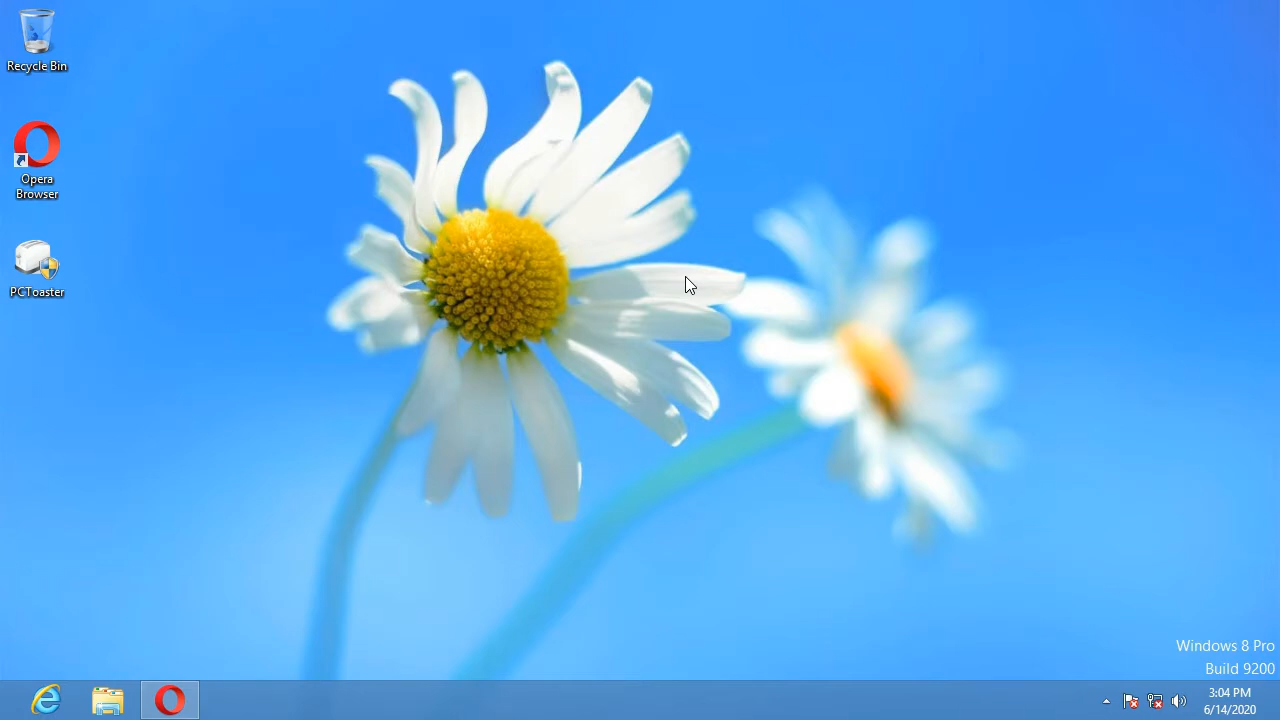 Recycle Bin
Opera
Browser
PCToaster
Windows 8 Pro
Build 9200
3:04 PM
6/14/2020